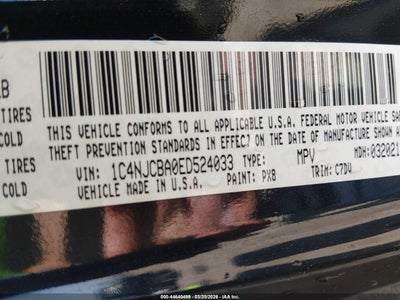 LB
TIRES
COLD
TIRES
COLD
THIS VEHICLE CONFORMS TO ALL APPLICABLE U.S.A. FEDERAL MOTOR VEHICLE
THEFT PREVENTION STANDARDS IN EFFECT ON THE DATE OF MANUFACTURE SHOWN
VIN: 1C4NJCBA0ED524033 TYPE: MPV MDH: 032021
VEHICLE MADE IN U.S.A. PAINT: PX8 TRIM: C7DV
000-44640499 - 03/20/2026 - IAA Inc.